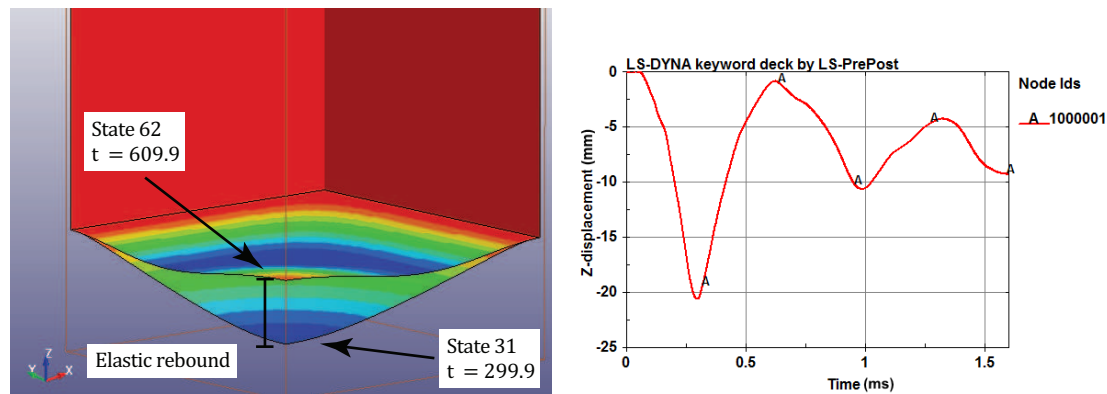 State 62
t = 609.9
Elastic rebound
State 31
t = 299.9
Z
Y
X
LS-DYNA keyword deck by LS-PrePost
0
-5
-10
-15
-20
-25
Z-displacement (mm)
A
A
A
A
A
0
0.5
1
1.5
Time (ms)
Node Ids
A 1000001